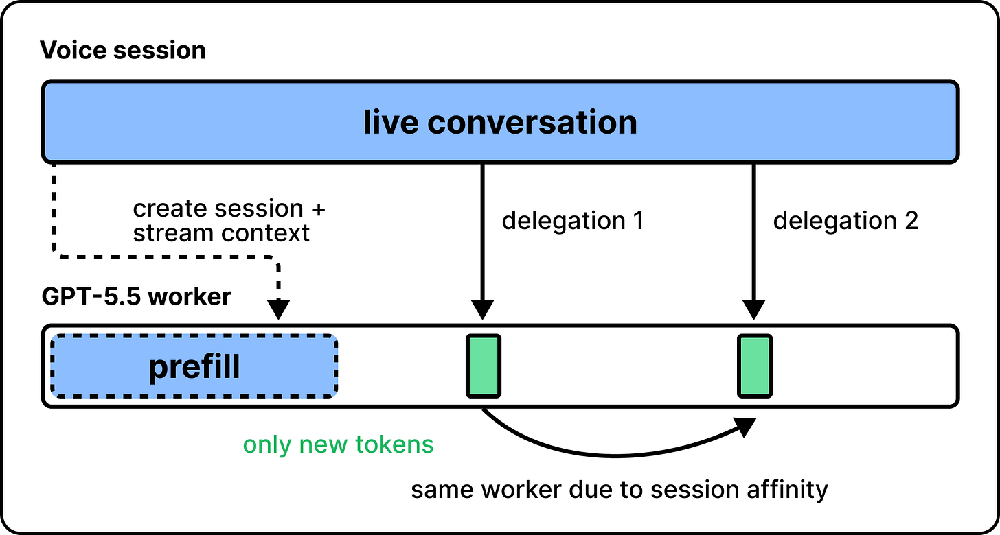 Voice session
live conversation
create session +
stream context
delegation 1
delegation 2
GPT-5.5 worker
prefill
only new tokens
same worker due to session affinity